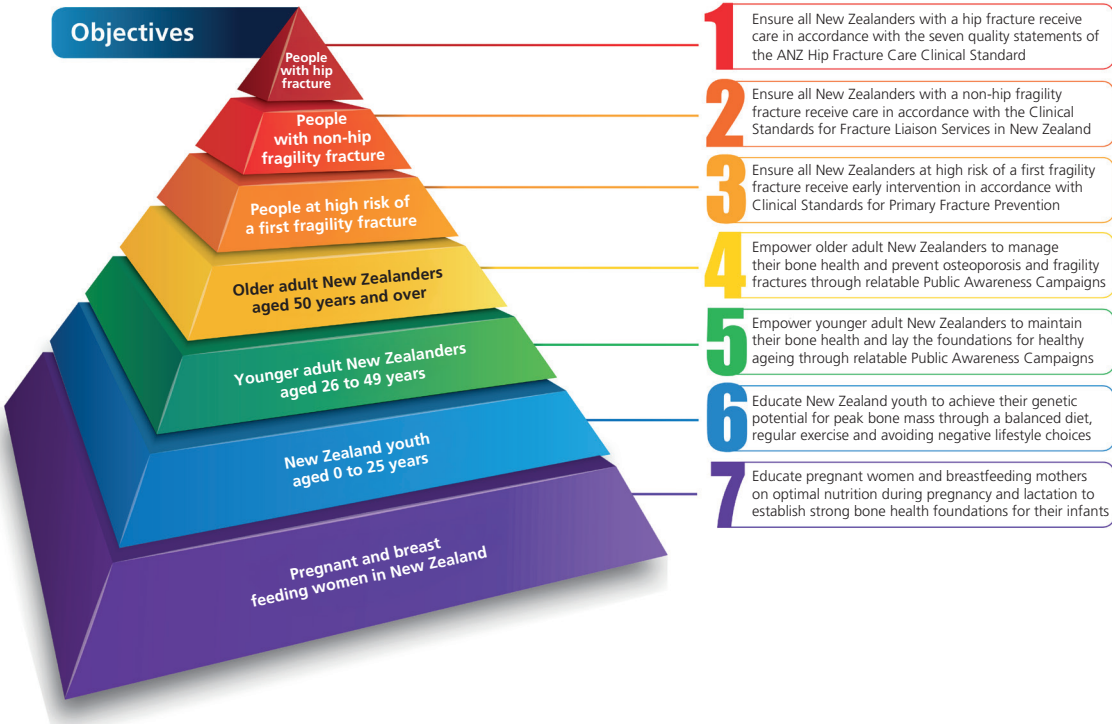 Objectives
People
with hip
fracture
People
with non-hip
fragility fracture
People at high risk of
a first fragility fracture
Older adult New Zealanders
aged 50 years and over
Younger adult New Zealanders
aged 26 to 49 years
New Zealand youth
aged 0 to 25 years
Pregnant and breast
feeding women in New Zealand
1
Ensure all New Zealanders with a hip fracture receive
care in accordance with the seven quality statements of
the ANZ Hip Fracture Care Clinical Standard
2
Ensure all New Zealanders with a non-hip fragility
fracture receive care in accordance with the Clinical
Standards for Fracture Liaison Services in New Zealand
3
Ensure all New Zealanders at high risk of a first fragility
fracture receive early intervention in accordance with
Clinical Standards for Primary Fracture Prevention
4
Empower older adult New Zealanders to manage
their bone health and prevent osteoporosis and fragility
fractures through relatable Public Awareness Campaigns
5
Empower younger adult New Zealanders to maintain
their bone health and lay the foundations for healthy
ageing through relatable Public Awareness Campaigns
6
Educate New Zealand youth to achieve their genetic
potential for peak bone mass through a balanced diet,
regular exercise and avoiding negative lifestyle choices
7
Educate pregnant women and breastfeeding mothers
on optimal nutrition during pregnancy and lactation to
establish strong bone health foundations for their infants